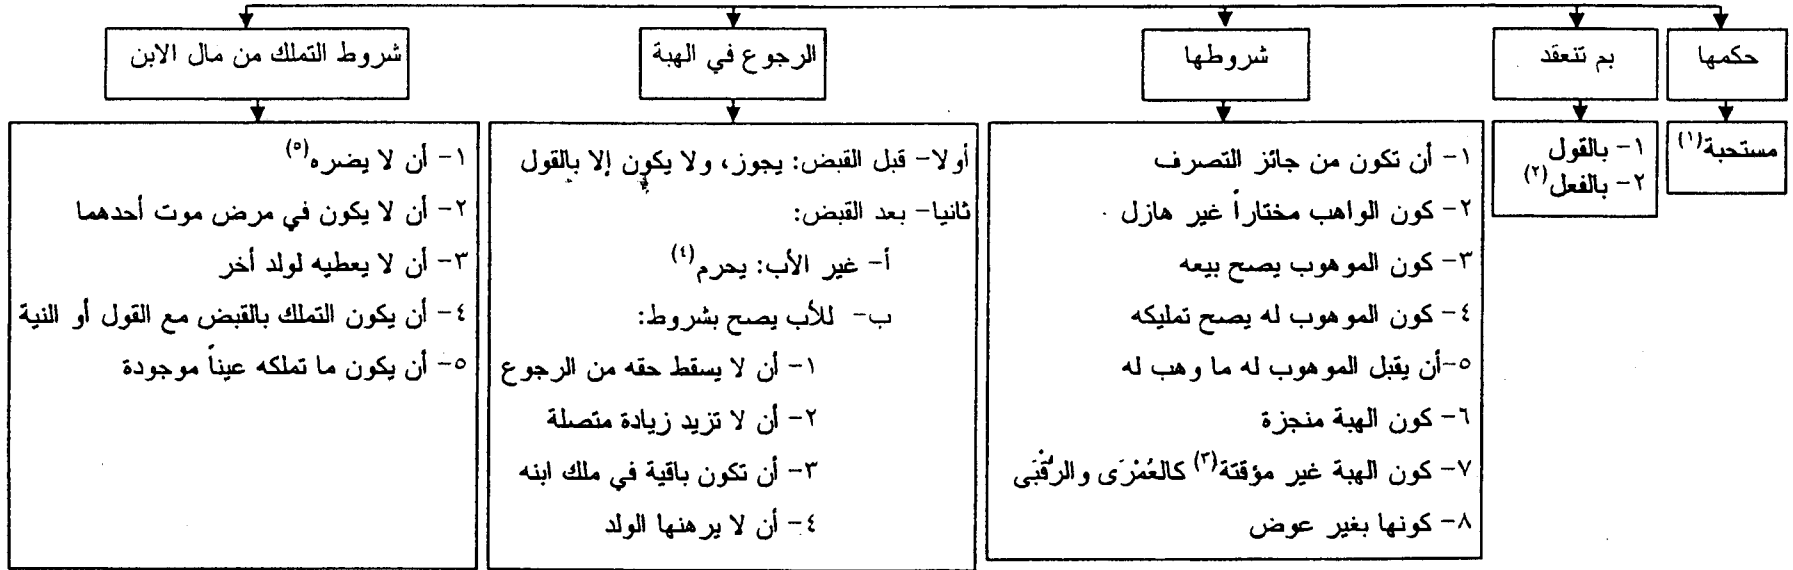 حكمها
مستحبة(١)
بم تنعقد
١- بالقول
٢- بالفعل(٢)
شروطها
١- أن تكون من جائز التصرف
٢- كون الواهب مختاراً غير هازل
٣- كون الموهوب يصح بيعه
٤- كون الموهوب له يصح تمليكه
٥-أن يقبل الموهوب له ما وهب له
٦- كون الهبة منجزة
٧- كون الهبة غير مؤقتة(٣) كالعُمْرَى والرُقْبَى
٨- كونها بغير عوض
الرجوع في الهبة
أولا- قبل القبض: يجوز، ولا يكون إلا بالقول
ثانيا- بعد القبض:
أ- غير الأب: يحرم(٤)
ب- للأب يصح بشروط:
١- أن لا يسقط حقه من الرجوع
٢- أن لا تزيد زيادة متصلة
٣- أن تكون باقية في ملك ابنه
٤- أن لا يرهنها الولد
شروط التملك من مال الابن
١- أن لا يضره(٥)
٢- أن لا يكون في مرض موت أحدهما
٣- أن لا يعطيه لولد أخر
٤- أن يكون التملك بالقبض مع القول أو النية
٥- أن يكون ما تملكه عيناً موجودة